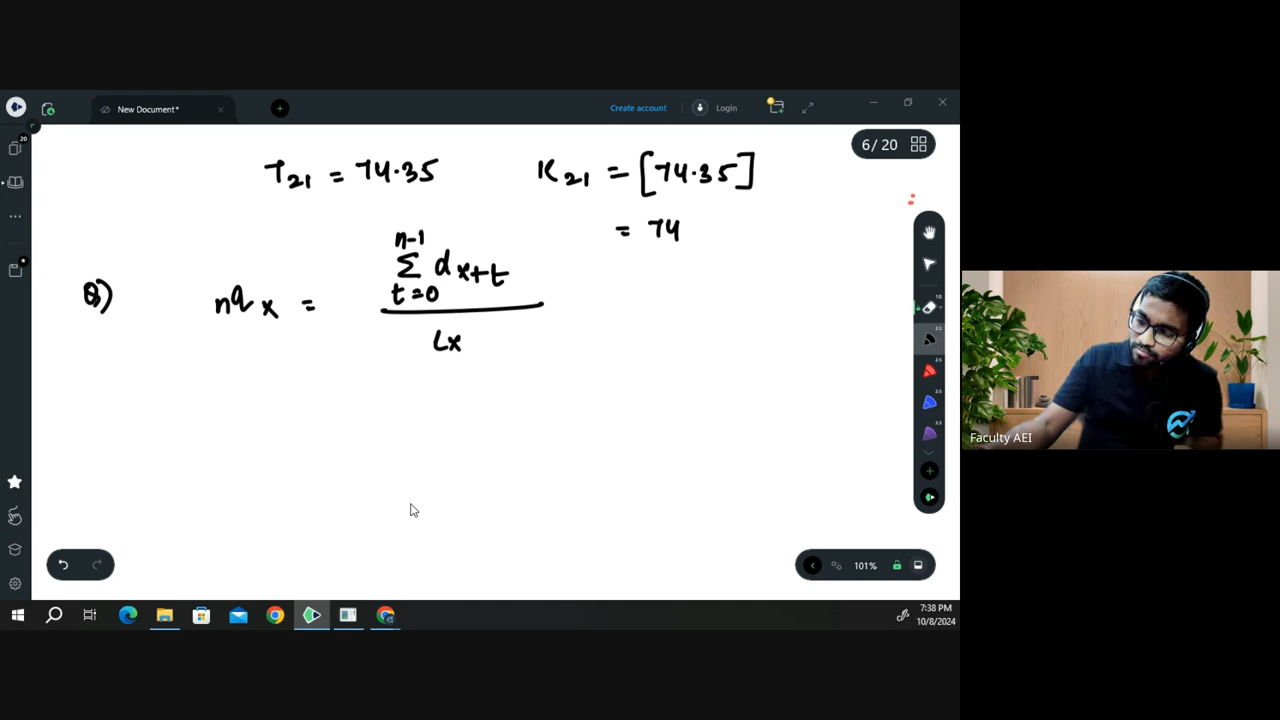 New Document*
Create account
Login
6/20
20
T₂₁ = 74.35 K₂₁ = [74.35]
= 74
Q) nqx = n-1 Σ t=0 dx+t
Lx
Faculty AEI
101%
7:38 PM
10/8/2024